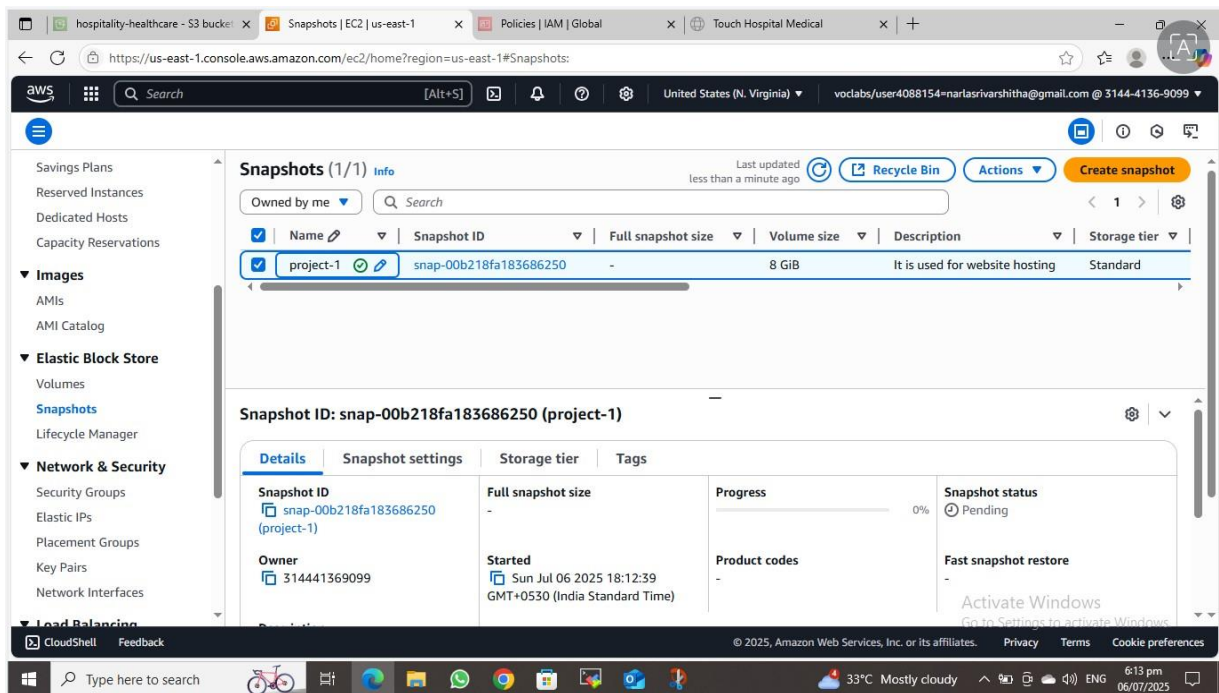 hospitality-healthcare - S3 bucket
Snapshots | EC2 | us-east-1
Policies | IAM | Global
Touch Hospital Medical
https://us-east-1.console.aws.amazon.com/ec2/home?region=us-east-1#Snapshots:
aws
Search
[Alt+S]
United States (N. Virginia)
voclabs/user4088154=narlasrivarshitha@gmail.com @ 3144-4136-9099
Savings Plans
Reserved Instances
Dedicated Hosts
Capacity Reservations
Images
AMIs
AMI Catalog
Elastic Block Store
Volumes
Snapshots
Lifecycle Manager
Network & Security
Security Groups
Elastic IPs
Placement Groups
Key Pairs
Network Interfaces
Load Balancing
Snapshots (1/1) Info
Last updated
less than a minute ago
Recycle Bin
Actions
Create snapshot
Owned by me
Search
1
Name Snapshot ID Full snapshot size Volume size Description Storage tier
project-1 snap-00b218fa183686250 - 8 GiB It is used for website hosting Standard
Snapshot ID: snap-00b218fa183686250 (project-1)
Details Snapshot settings Storage tier Tags
Snapshot ID
snap-00b218fa183686250
(project-1)
Full snapshot size
-
Progress
0%
Snapshot status
Pending
Owner
314441369099
Started
Sun Jul 06 2025 18:12:39
GMT+0530 (India Standard Time)
Product codes
-
Fast snapshot restore
-
Activate Windows
Go to Settings to activate Windows.
CloudShell Feedback
© 2025, Amazon Web Services, Inc. or its affiliates. Privacy Terms Cookie preferences
Type here to search
33°C Mostly cloudy
ENG
6:13 pm
06/07/2025